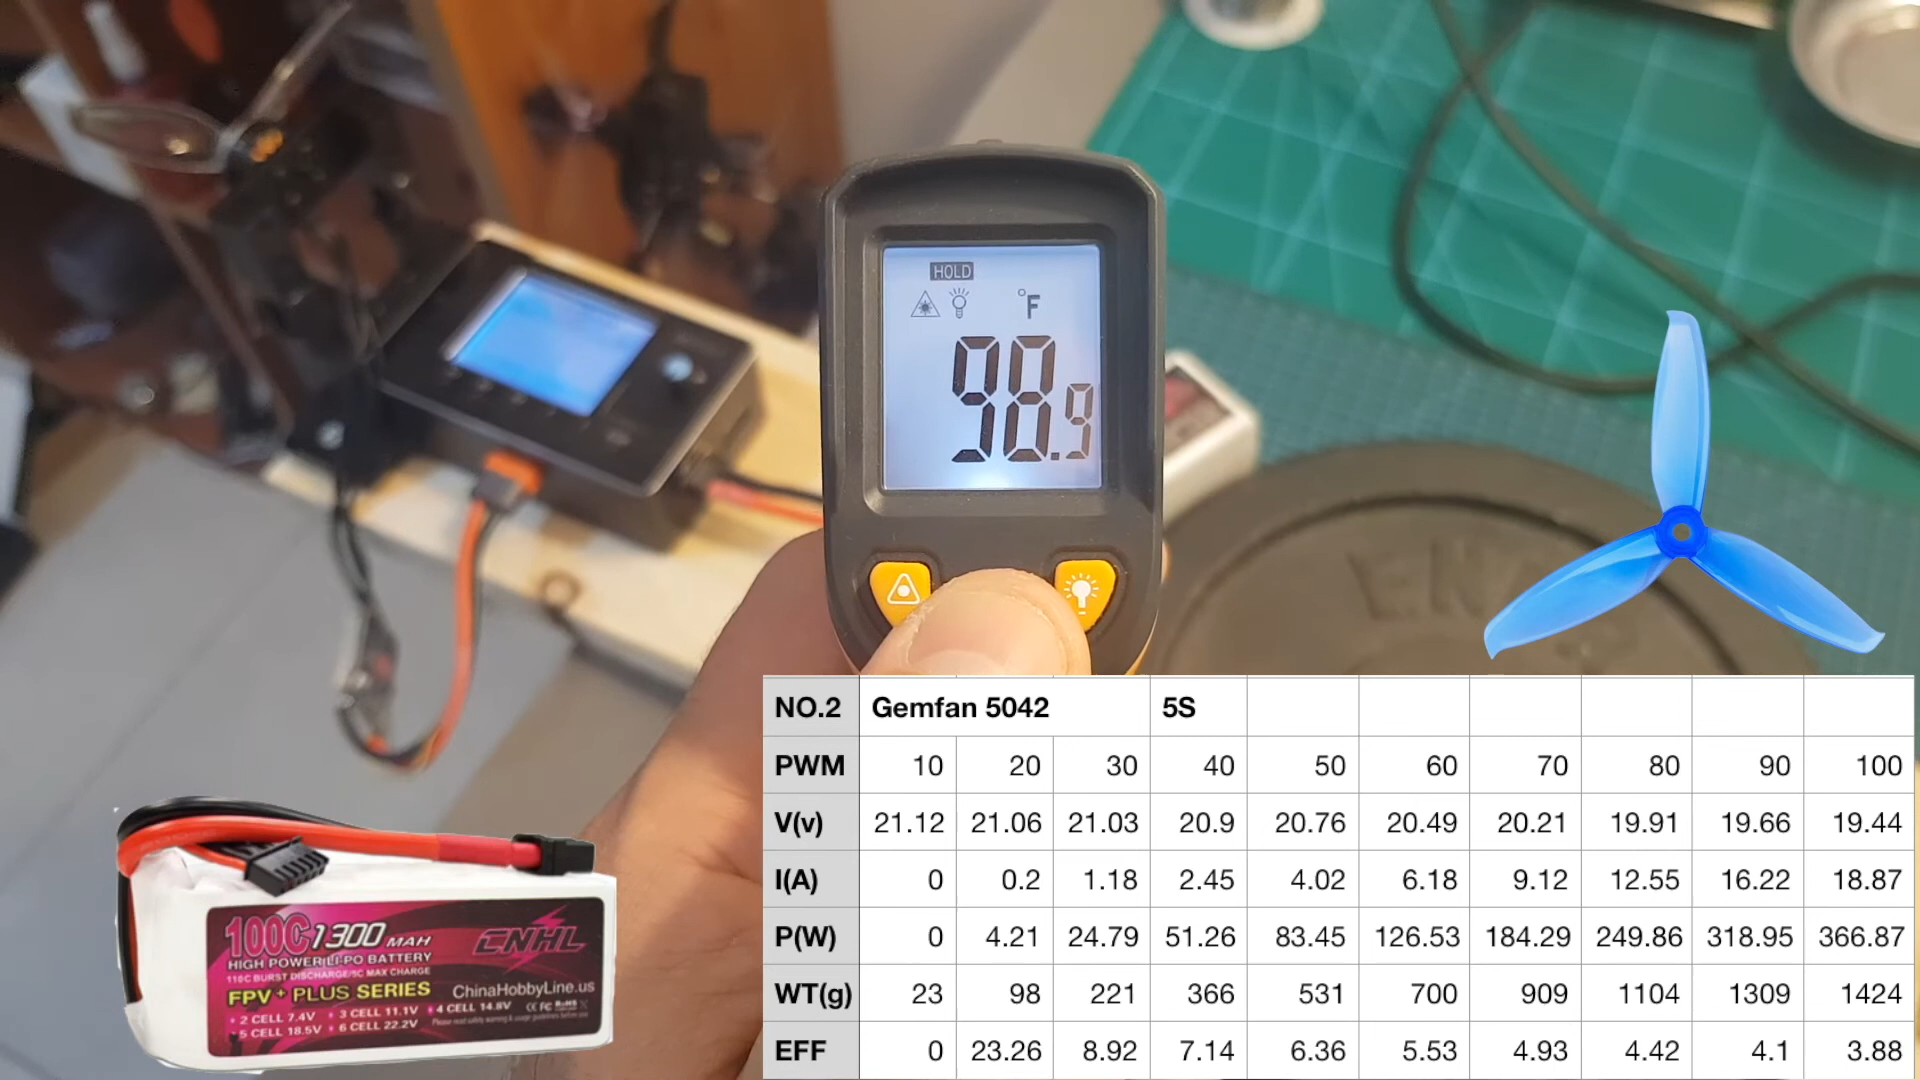 HOLD
°F
98.9
100C 1300 MAH
CNHL
HIGH POWER LI-PO BATTERY
110C BURST DISCHARGE/5C MAX CHARGE
FPV+ PLUS SERIES
ChinaHobbyLine.us
• 2 CELL 7.4V • 3 CELL 11.1V • 4 CELL 14.8V
• 5 CELL 18.5V • 6 CELL 22.2V
NO.2 Gemfan 5042 5S
PWM 10 20 30 40 50 60 70 80 90 100
V(v) 21.12 21.06 21.03 20.9 20.76 20.49 20.21 19.91 19.66 19.44
I(A) 0 0.2 1.18 2.45 4.02 6.18 9.12 12.55 16.22 18.87
P(W) 0 4.21 24.79 51.26 83.45 126.53 184.29 249.86 318.95 366.87
WT(g) 23 98 221 366 531 700 909 1104 1309 1424
EFF 0 23.26 8.92 7.14 6.36 5.53 4.93 4.42 4.1 3.88